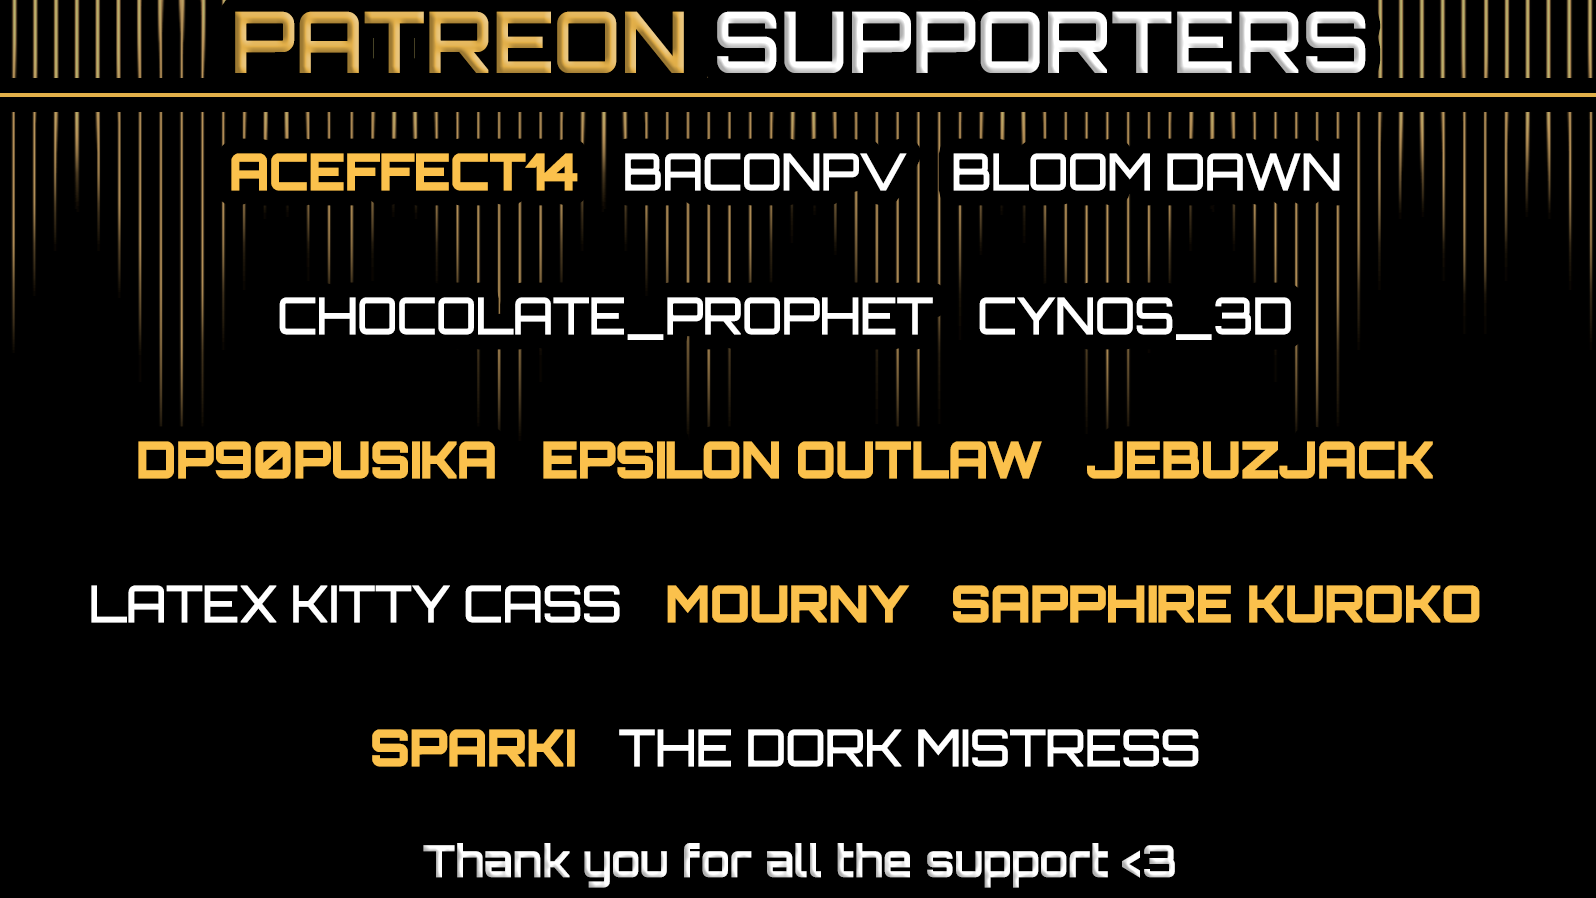 PATREON SUPPORTERS
ACEFFECT14 BACONPV BLOOM DAWN
CHOCOLATE_PROPHET CYNOS_3D
DP90PUSIKA EPSILON OUTLAW JEBUZJACK
LATEX KITTY CASS MOURNY SAPPHIRE KUROKO
SPARKI THE DORK MISTRESS
Thank you for all the support <3